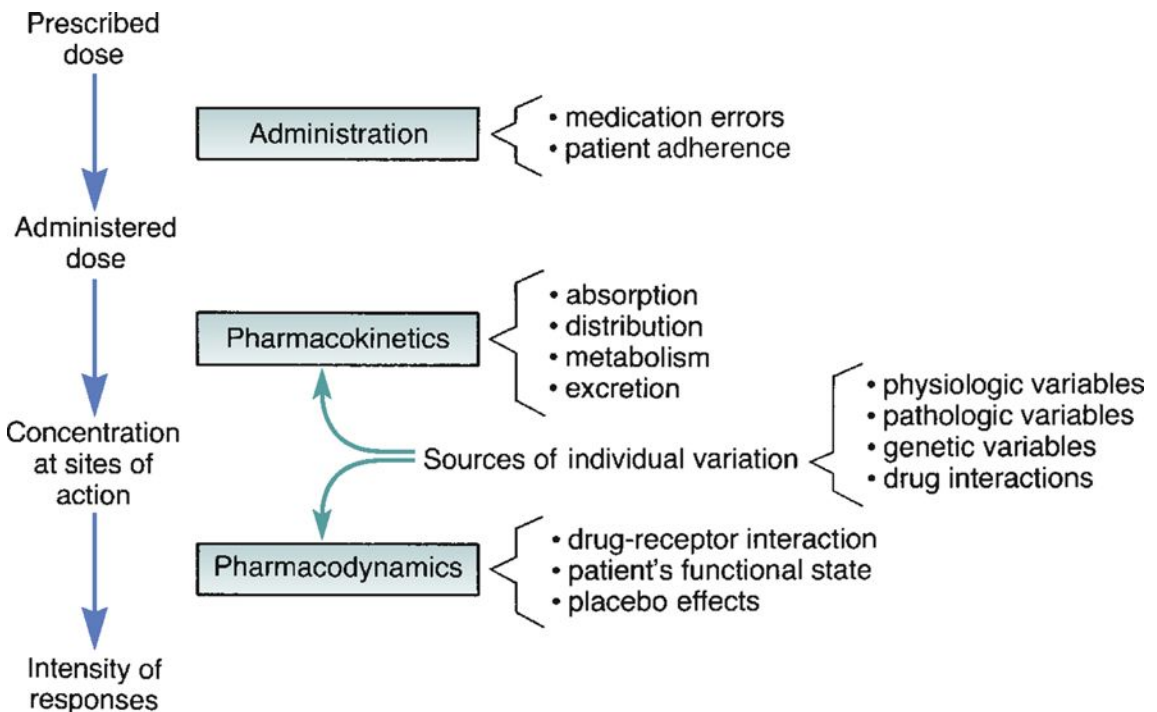 Prescribed
dose
Administration
• medication errors
• patient adherence
Administered
dose
Pharmacokinetics
• absorption
• distribution
• metabolism
• excretion
Concentration
at sites of
action
Sources of individual variation
• physiologic variables
• pathologic variables
• genetic variables
• drug interactions
Pharmacodynamics
• drug-receptor interaction
• patient's functional state
• placebo effects
Intensity of
responses